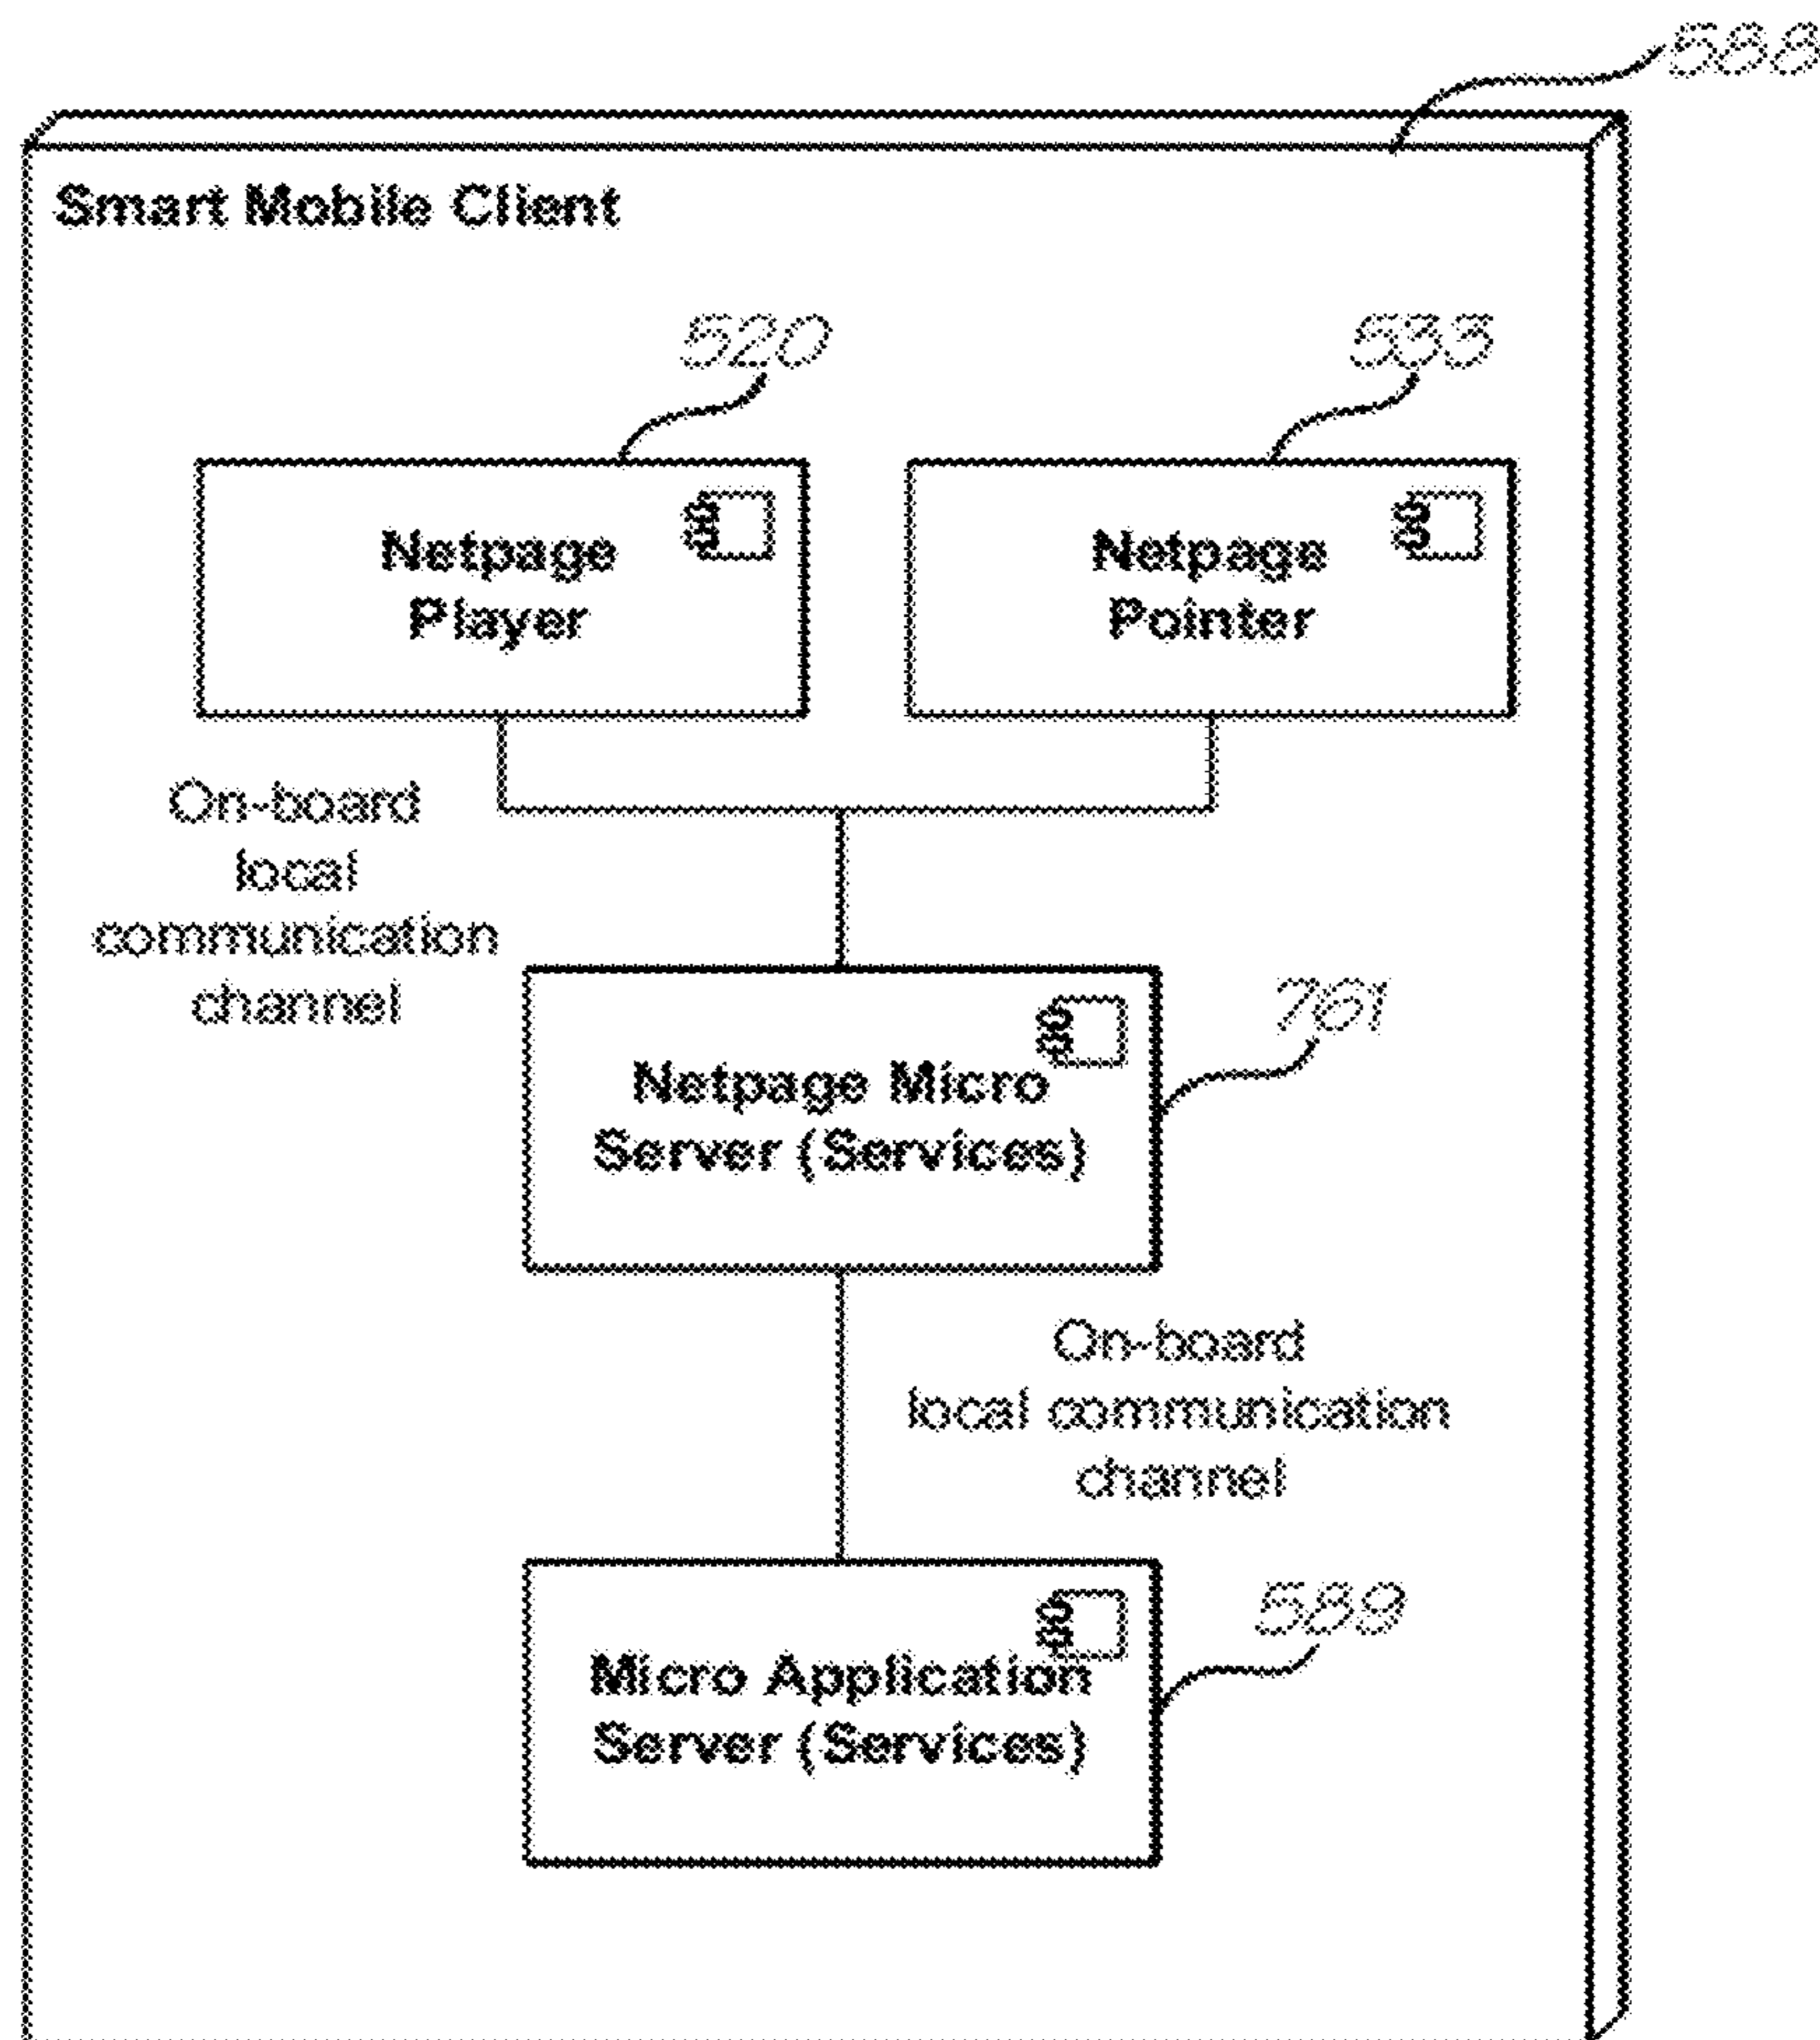 588
Smart Mobile Client
520
533
Netpage
Player
Netpage
Pointer
On-board
local
communication
channel
761
Netpage Micro
Server (Services)
On-board
local communication
channel
589
Micro Application
Server (Services)